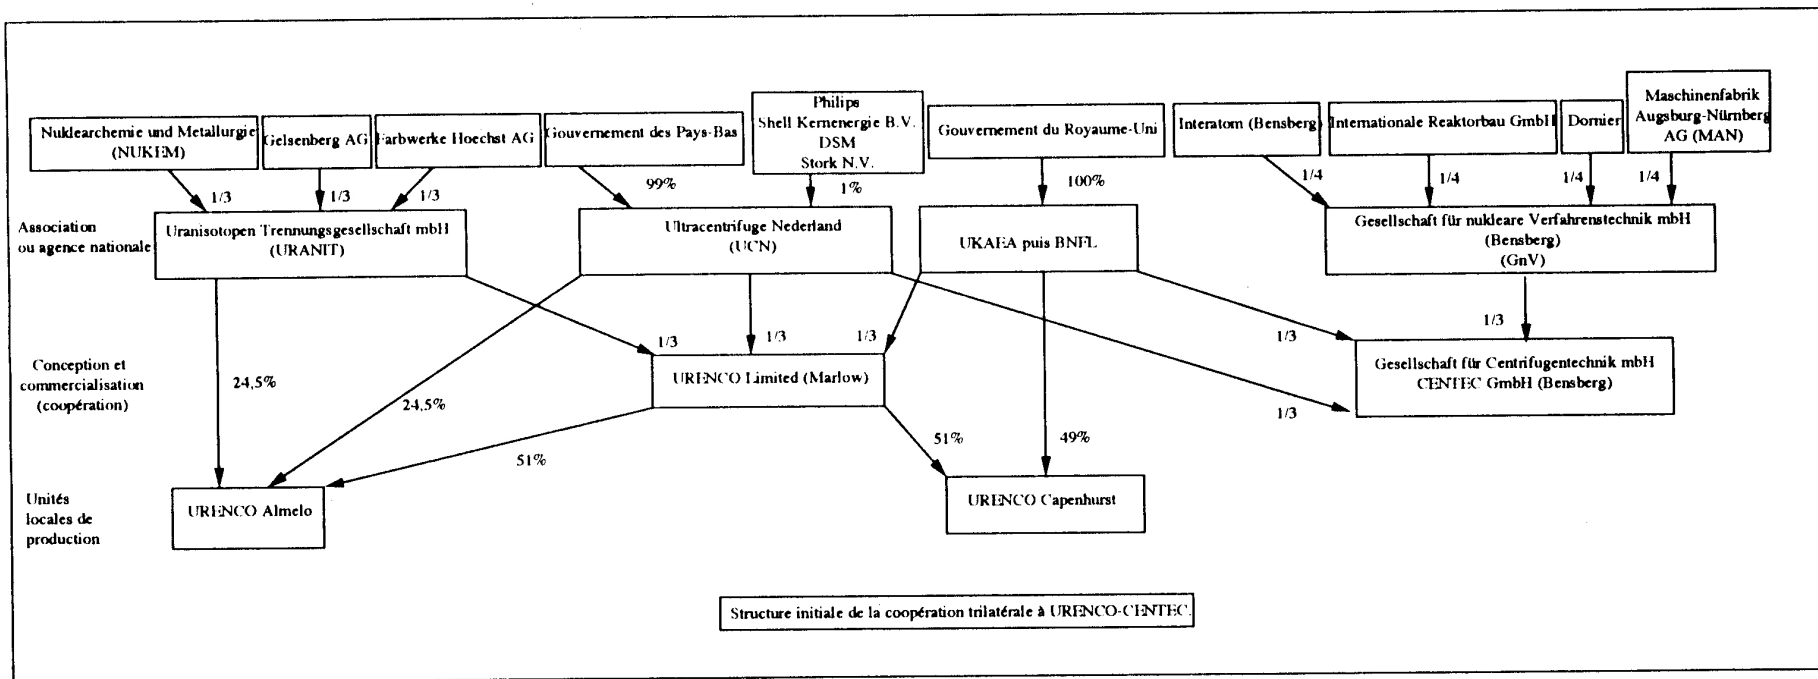 Nuklearchemie und Metallurgie
(NUKEM)
Gelsenberg AG
Farbwerke Hoechst AG
Gouvernement des Pays-Bas
Philips
Shell Kernenergie B.V.
DSM
Stork N.V.
Gouvernement du Royaume-Uni
Interatom (Bensberg)
Internationale Reaktorbau GmbH
Dornier
Maschinenfabrik
Augsburg-Nürnberg
AG (MAN)
1/3
1/3
1/3
99%
1%
100%
1/4
1/4
1/4
1/4
Association
ou agence nationale
Uranisotopen Trennungsgesellschaft mbH
(URANIT)
Ultracentrifuge Nederland
(UCN)
UKAEA puis BNFL
Gesellschaft für nukleare Verfahrenstechnik mbH
(Bensberg)
(GnV)
1/3
1/3
1/3
1/3
1/3
Conception et
commercialisation
(coupération)
24,5%
24,5%
URENCO Limited (Marlow)
Gesellschaft für Centrifugentechnik mbH
CENTEC GmbH (Bensberg)
1/3
51%
51%
49%
Unités
locales de
production
URENCO Almelo
URENCO Capenhurst
Structure initiale de la coupération trilatérale à URENCO-CENTEC.